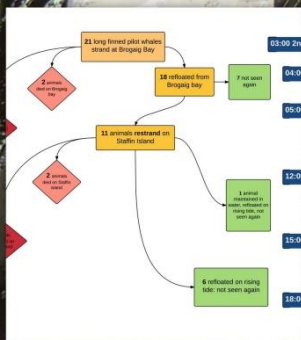 21 long finned pilot whales
strand at Brogaig Bay
03:00 2n
2 animals
died on Brogaig
bay
18 refloated from
Brogaig bay
7 not seen
again
04:0
05:0
11 animals restrand on
Staffin Island
2 animals
died on Staffin
Island
1 animal
maintained in
water, refloated on
rising tide, not
seen again
12:0
15:0
6 refloated on rising
tide: not seen again
18:0